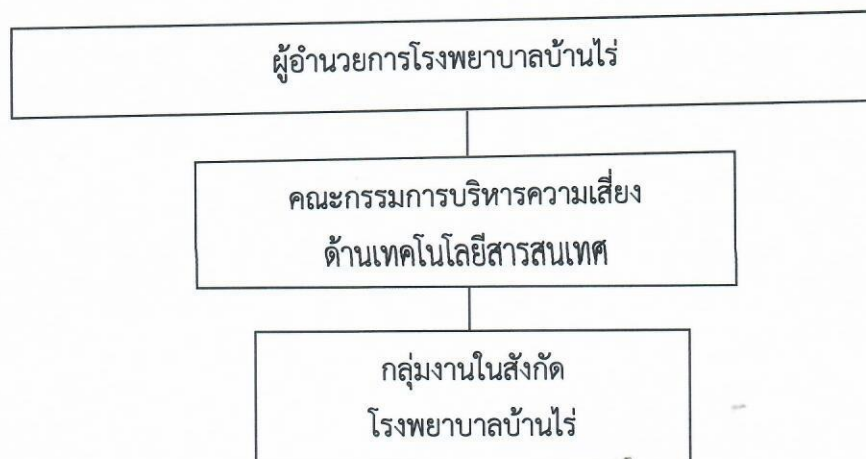 ผู้อำนวยการโรงพยาบาลบ้านไร่
คณะกรรมการบริหารความเสี่ยง
ด้านเทคโนโลยีสารสนเทศ
กลุ่มงานในสังกัด
โรงพยาบาลบ้านไร่